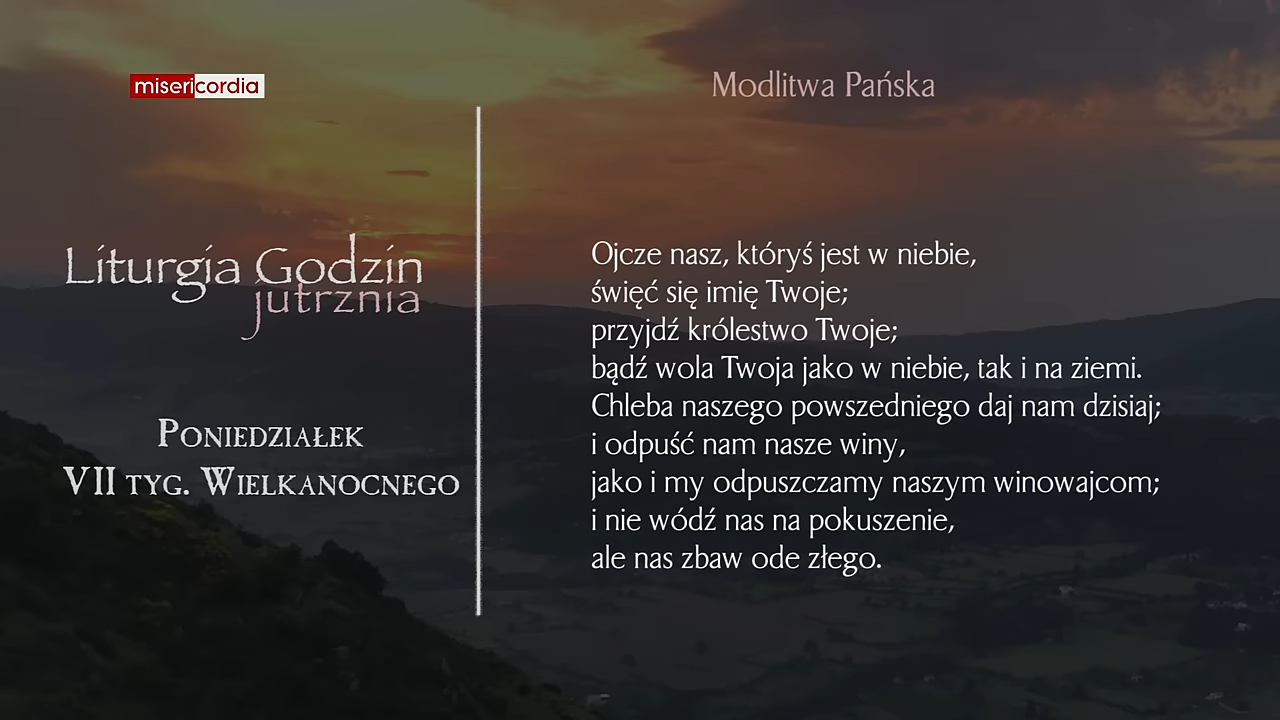 misericordia
Liturgia Godzin
jutrznia
Poniedziałek
VII tyg. Wielkanocnego
Modlitwa Pańska
Ojcze nasz, któryś jest w niebie,
święć się imię Twoje;
przyjdź królestwo Twoje;
bądź wola Twoja jako w niebie, tak i na ziemi.
Chleba naszego powszedniego daj nam dzisiaj;
i odpuść nam nasze winy,
jako i my odpuszczamy naszym winowajcom;
i nie wódź nas na pokuszenie,
ale nas zbaw ode złego.